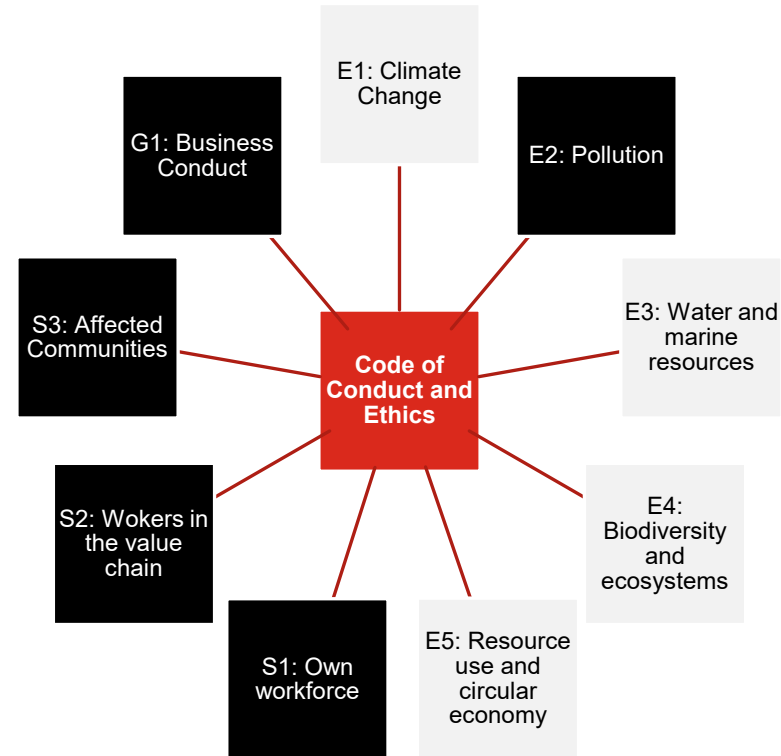 E1: Climate
Change
G1: Business
Conduct
E2: Pollution
S3: Affected
Communities
E3: Water and
marine
resources
Code of
Conduct and
Ethics
S2: Wokers in
the value
chain
E4:
Biodiversity
and
ecosystems
S1: Own
workforce
E5: Resource
use and
circular
economy